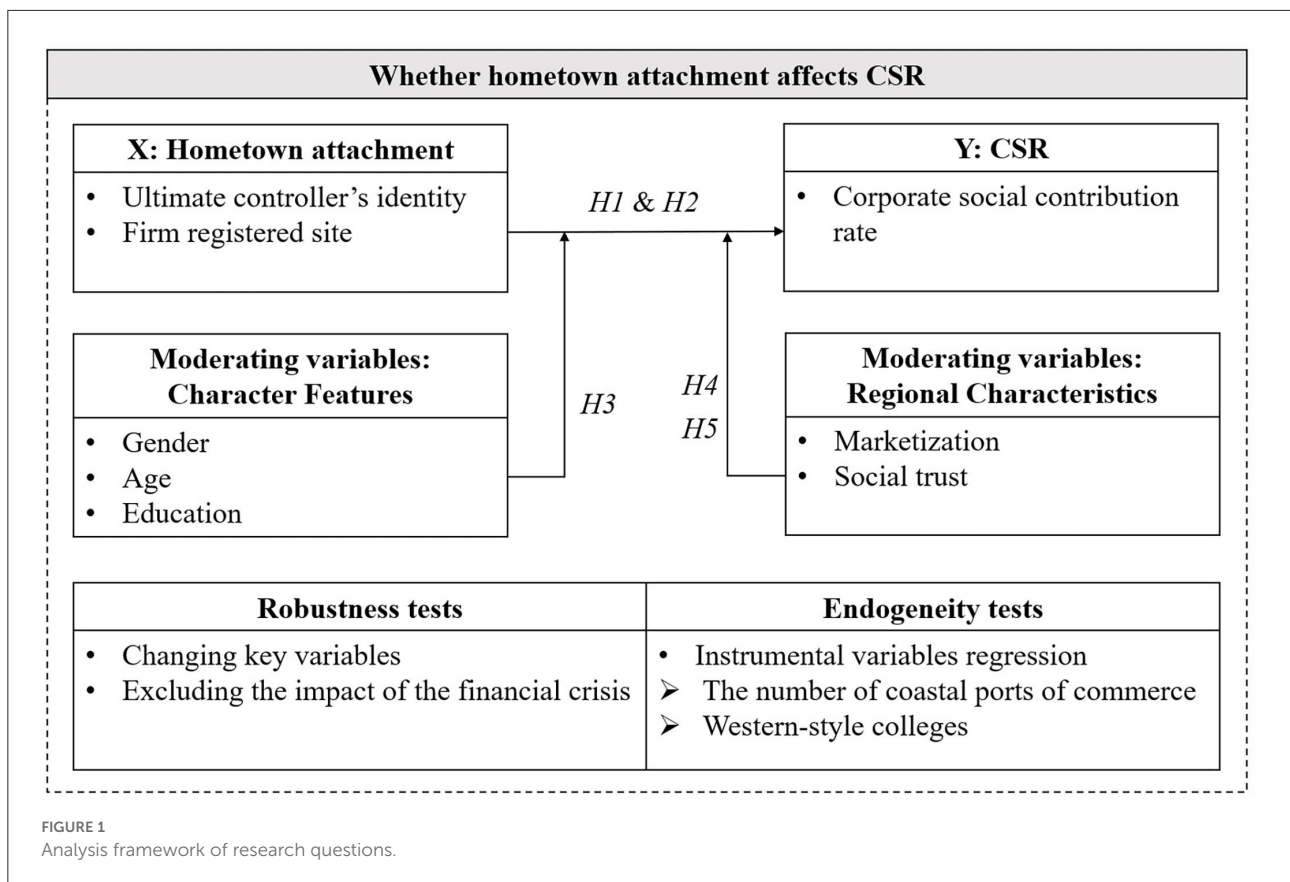 Whether hometown attachment affects CSR
X: Hometown attachment
• Ultimate controller's identity
• Firm registered site
H1 & H2
Y: CSR
• Corporate social contribution
rate
Moderating variables:
Character Features
• Gender
• Age
• Education
H3
H4
H5
Moderating variables:
Regional Characteristics
• Marketization
• Social trust
Robustness tests
• Changing key variables
• Excluding the impact of the financial crisis
Endogeneity tests
• Instrumental variables regression
➢ The number of coastal ports of commerce
➢ Western-style colleges
FIGURE 1
Analysis framework of research questions.